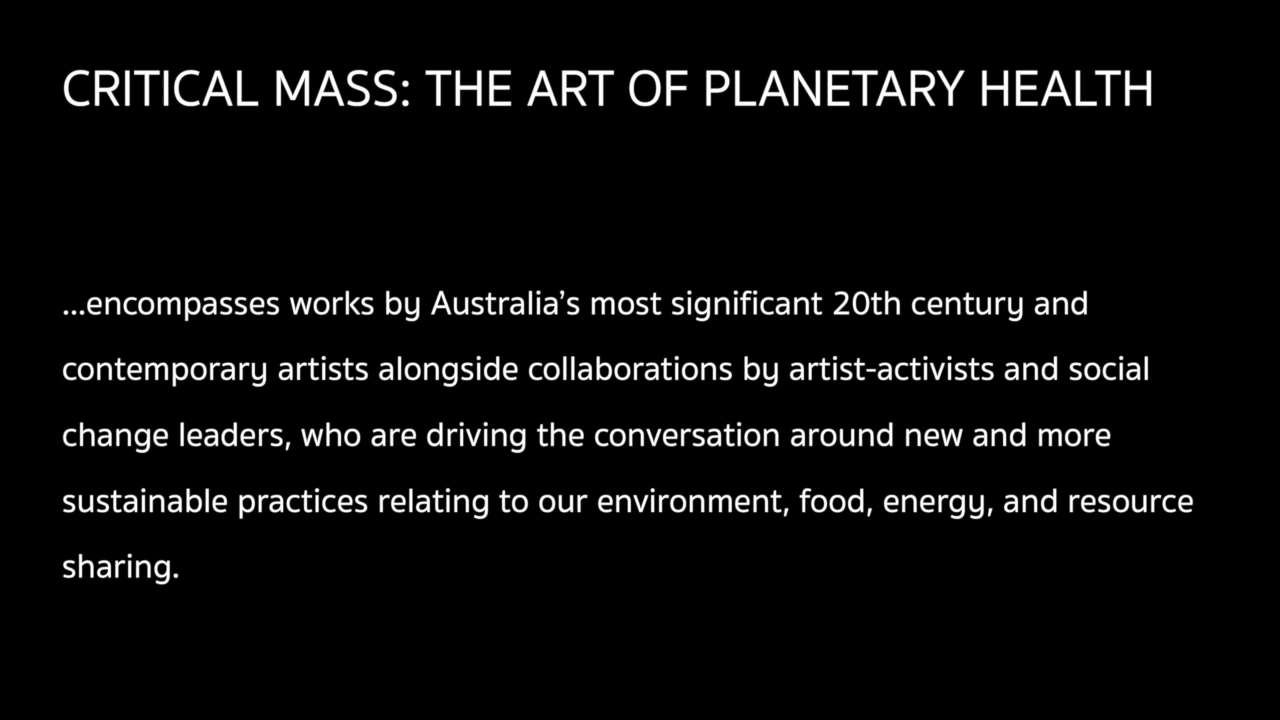 CRITICAL MASS: THE ART OF PLANETARY HEALTH
...encompasses works by Australia’s most significant 20th century and
contemporary artists alongside collaborations by artist-activists and social
change leaders, who are driving the conversation around new and more
sustainable practices relating to our environment, food, energy, and resource
sharing.